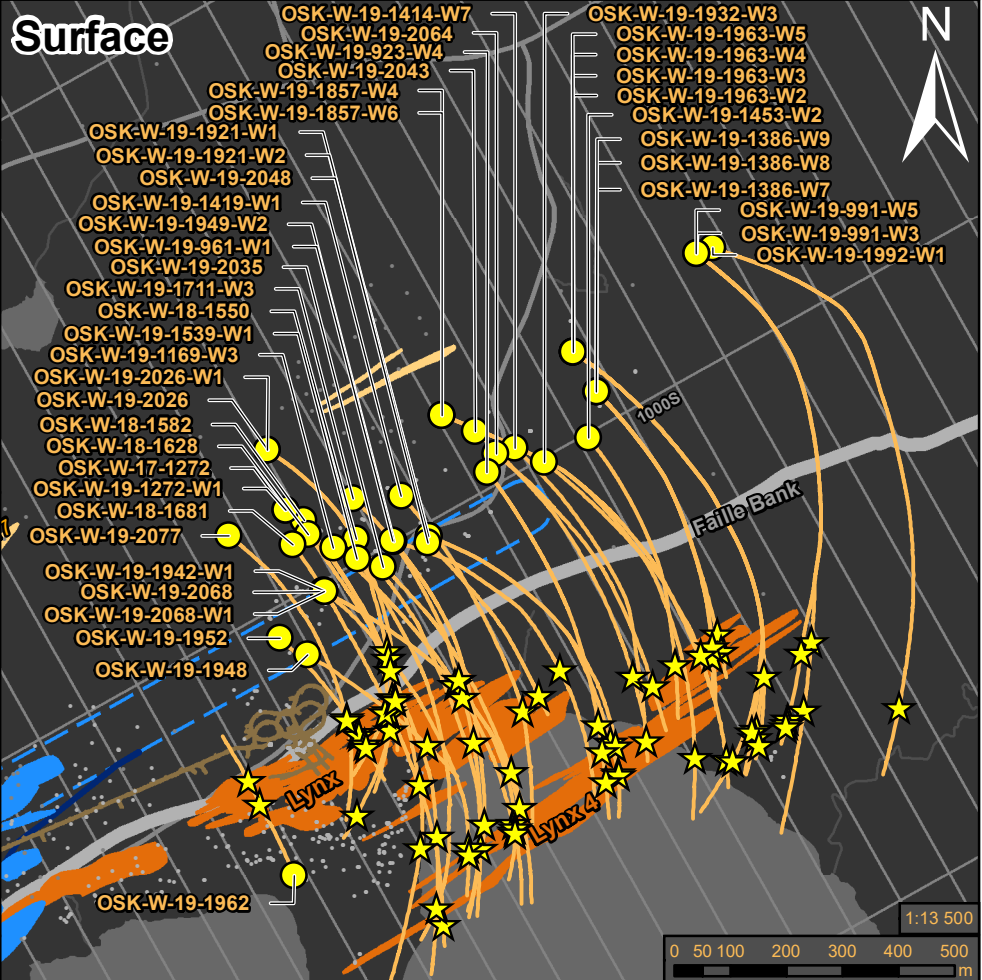 Surface
N
OSK-W-19-1414-W7
OSK-W-19-2064
OSK-W-19-923-W4
OSK-W-19-2043
OSK-W-19-1857-W4
OSK-W-19-1857-W6
OSK-W-19-1921-W1
OSK-W-19-1921-W2
OSK-W-19-2048
OSK-W-19-1419-W1
OSK-W-19-1949-W2
OSK-W-19-961-W1
OSK-W-19-2035
OSK-W-19-1711-W3
OSK-W-18-1550
OSK-W-19-1539-W1
OSK-W-19-1169-W3
OSK-W-19-2026-W1
OSK-W-19-2026
OSK-W-18-1582
OSK-W-18-1628
OSK-W-17-1272
OSK-W-19-1272-W1
OSK-W-18-1681
OSK-W-19-2077
OSK-W-19-1942-W1
OSK-W-19-2068
OSK-W-19-2068-W1
OSK-W-19-1952
OSK-W-19-1948
OSK-W-19-1962
OSK-W-19-1932-W3
OSK-W-19-1963-W5
OSK-W-19-1963-W4
OSK-W-19-1963-W3
OSK-W-19-1963-W2
OSK-W-19-1453-W2
OSK-W-19-1386-W9
OSK-W-19-1386-W8
OSK-W-19-1386-W7
OSK-W-19-991-W5
OSK-W-19-991-W3
OSK-W-19-1992-W1
1000S
Faille Bank
Lynx
Lynx 4
1:13 500
0 50 100 200 300 400 500
m